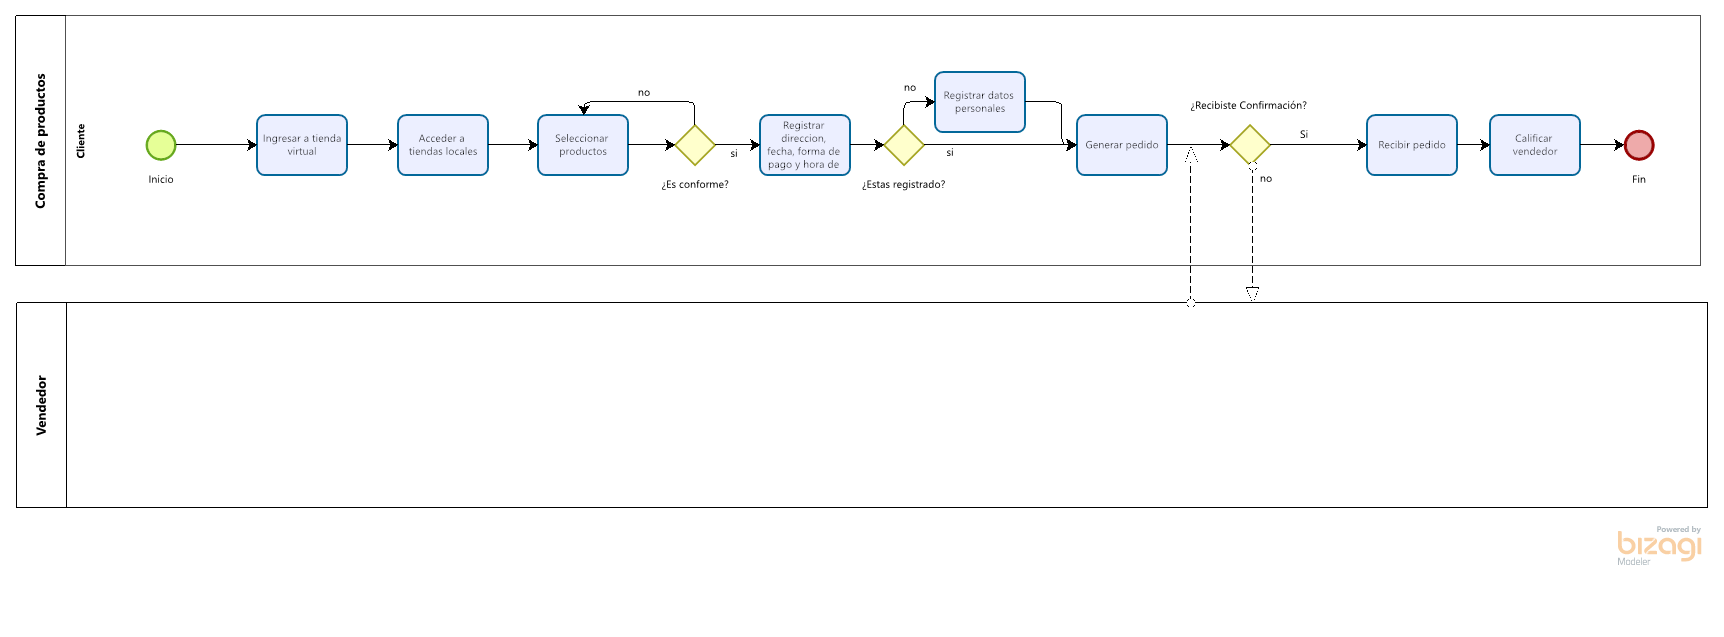 Compra de productos
Cliente
Inicio
Ingresar a tienda
virtual
Acceder a
tiendas locales
Seleccionar
productos
no
¿Es conforme?
si
Registrar
direccion,
fecha, forma de
pago y hora de
¿Estas registrado?
no
si
Registrar datos
personales
Generar pedido
¿Recibiste Confirmación?
Si
no
Recibir pedido
Calificar
vendedor
Fin
Vendedor
Powered by
bizagi
Modeler